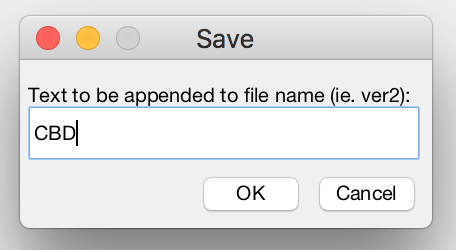 Save
Text to be appended to file name (ie. ver2):
CBD
OK Cancel